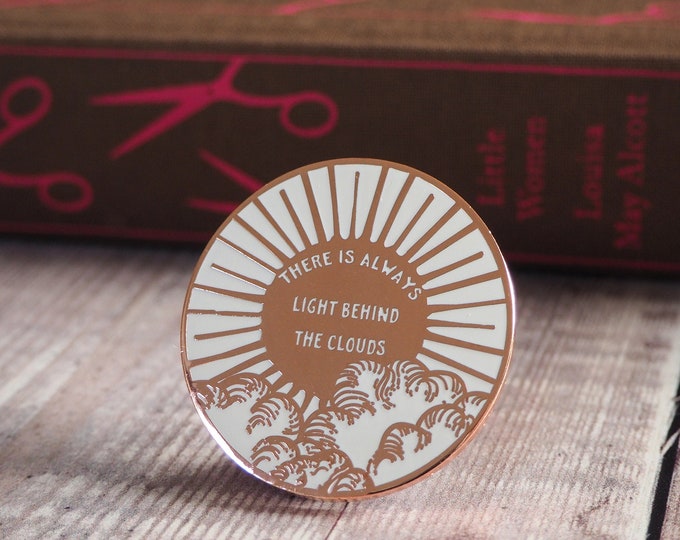 Little
Women
Louisa
May Alcott
THERE IS ALWAYS
LIGHT BEHIND
THE CLOUDS